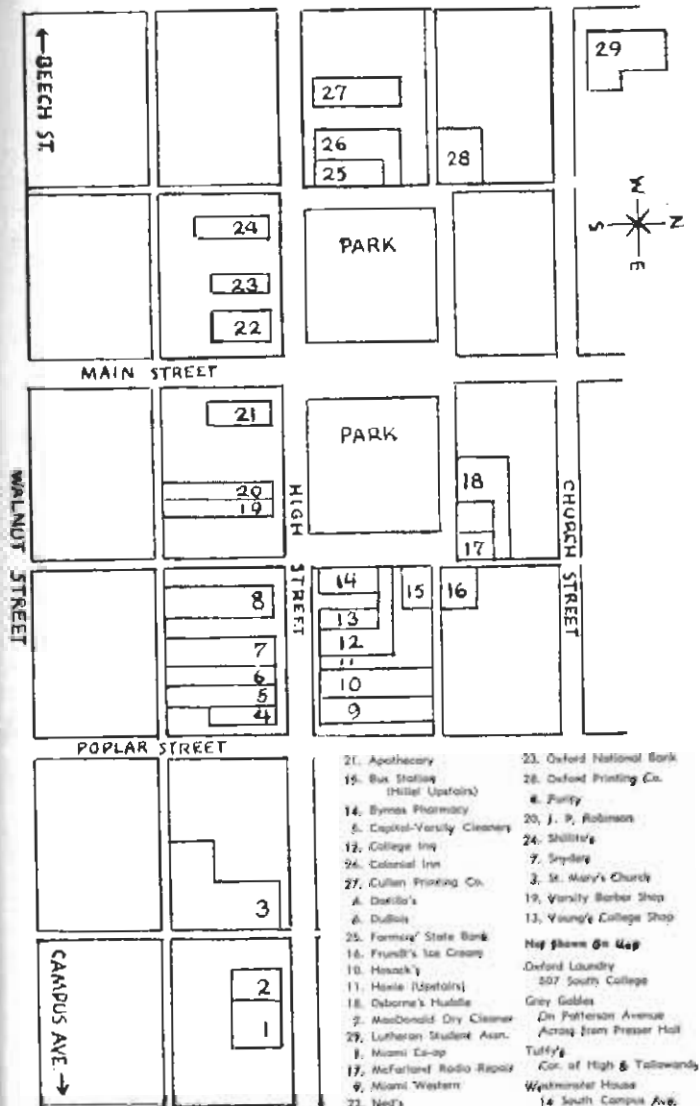 ←BEECH ST.
29
27
26
25
28
W
S N
E
24
23
22
PARK
MAIN STREET
21
20
19
PARK
18
17
WALNUT STREET
HIGH STREET
CHURCH STREET
8
7
6
5
4
14
13
12
11
10
9
15
16
POPLAR STREET
3
2
1
CAMPUS AVE. →
21. Apothecary
15. Bus Station
(Hillel Upstairs)
14. Byrnes Pharmacy
5. Capitol-Varsity Cleaners
12. College Inn
26. Colonial Inn
27. Cullen Printing Co.
DuBois
25. Farmers' State Bank
16. Frundt's Ice Cream
10.
11. Home (Upstairs)
18. Osborne's Huddle
2. MacDonald Dry Cleaner
29. Lutheran Student Assn.
1. Miami Co-op
17. McFarland Radio Repair
9. Miami Western
22. Ned's
23. Oxford National Bank
28. Oxford Printing Co.
Purity
20. J. P. Robinson
24. Shillito's
7. Snyders
3. St. Mary's Church
19. Varsity Barber Shop
13. Young's College Shop
Not Shown On Map
Oxford Laundry
507 South College
Grey Gables
On Patterson Avenue
Across from Presser Hall
Tuffy's
Cor. of High & Tallawanda
Westminster House
14 South Campus Ave.